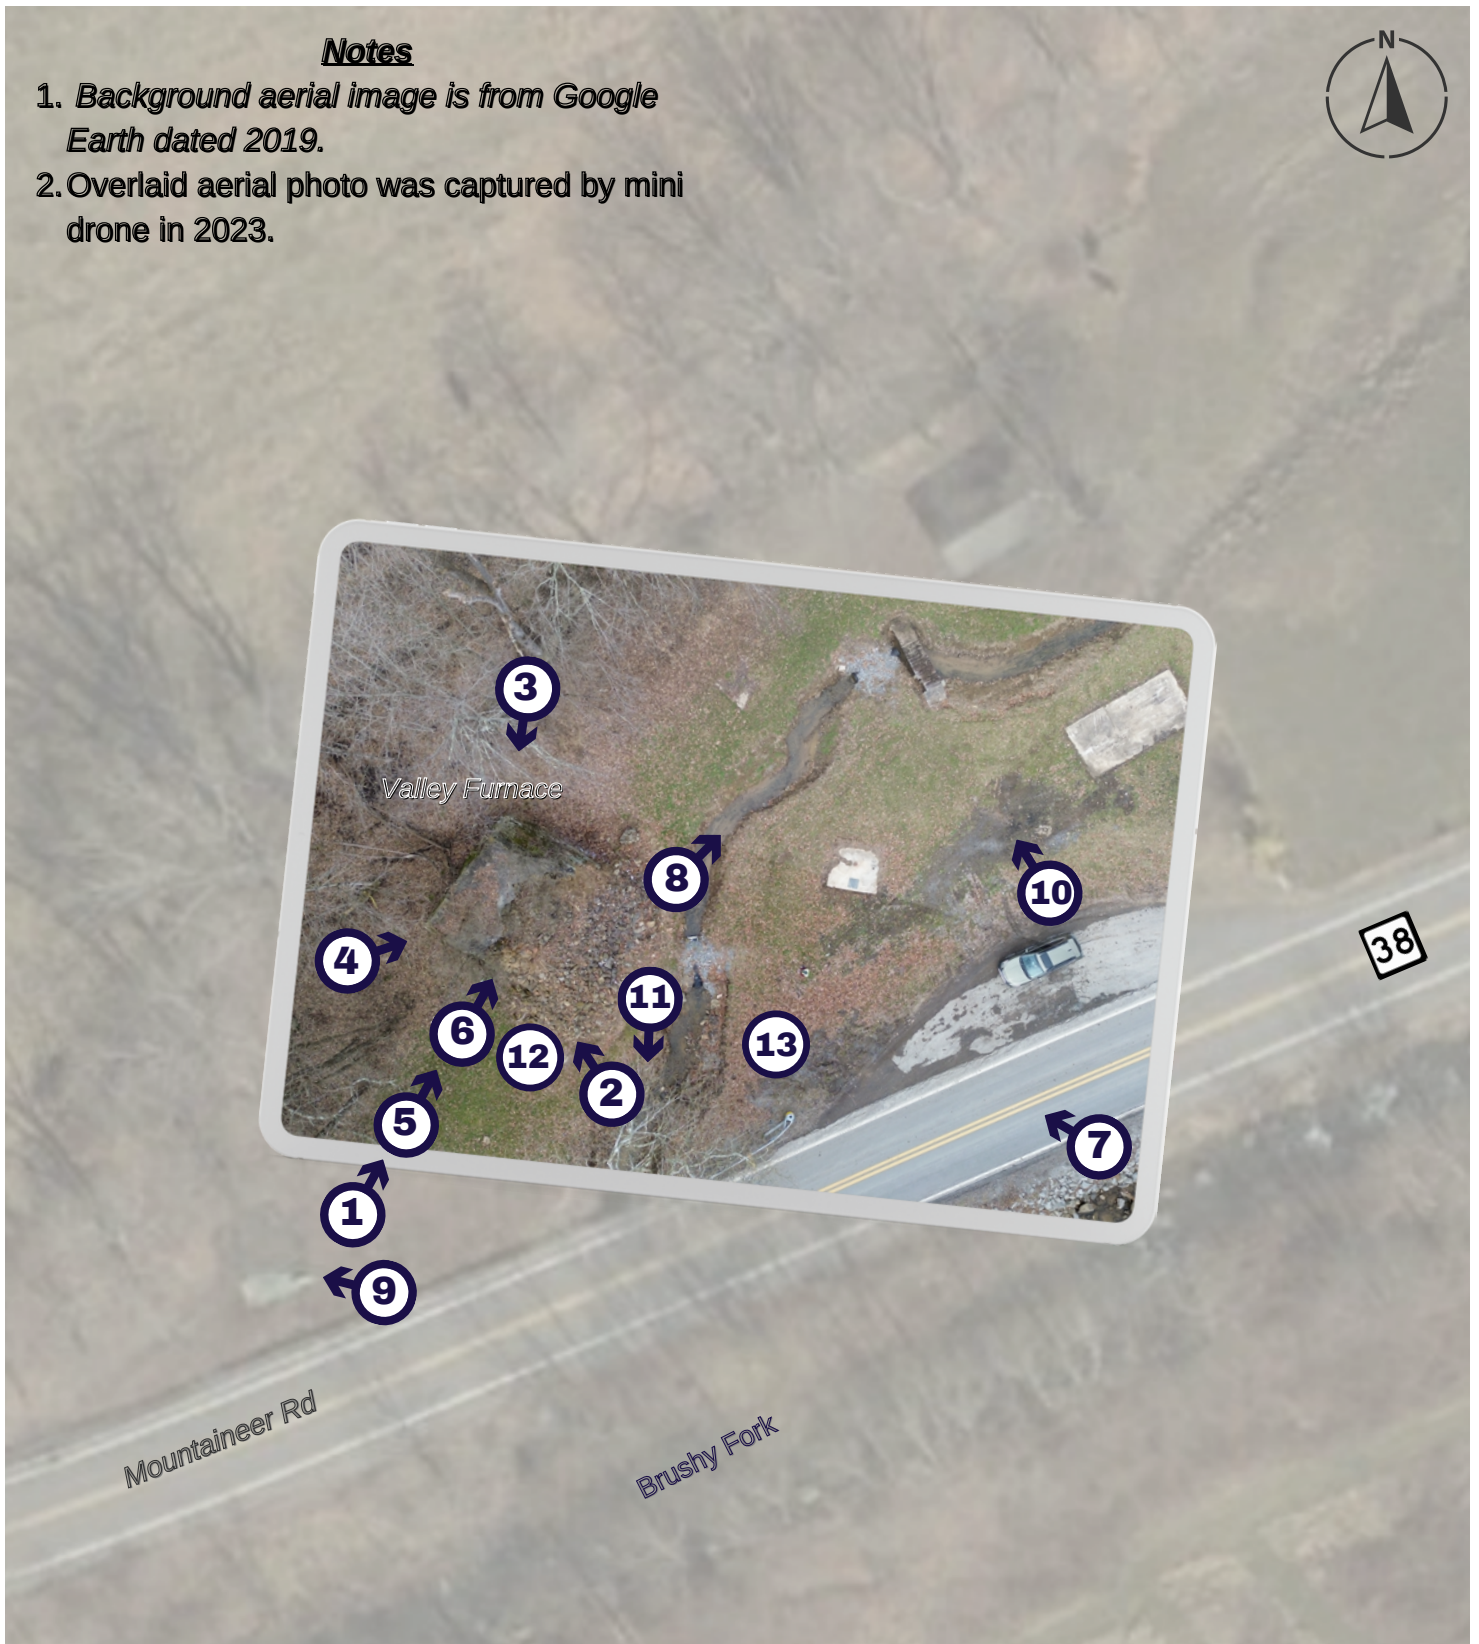 Notes
1. Background aerial image is from Google
Earth dated 2019.
2. Overlaid aerial photo was captured by mini
drone in 2023.
N
3
Valley Furnace
8
10
4
38
11
6
12
13
2
5
7
1
9
Mountaineer Rd
Brushy Fork